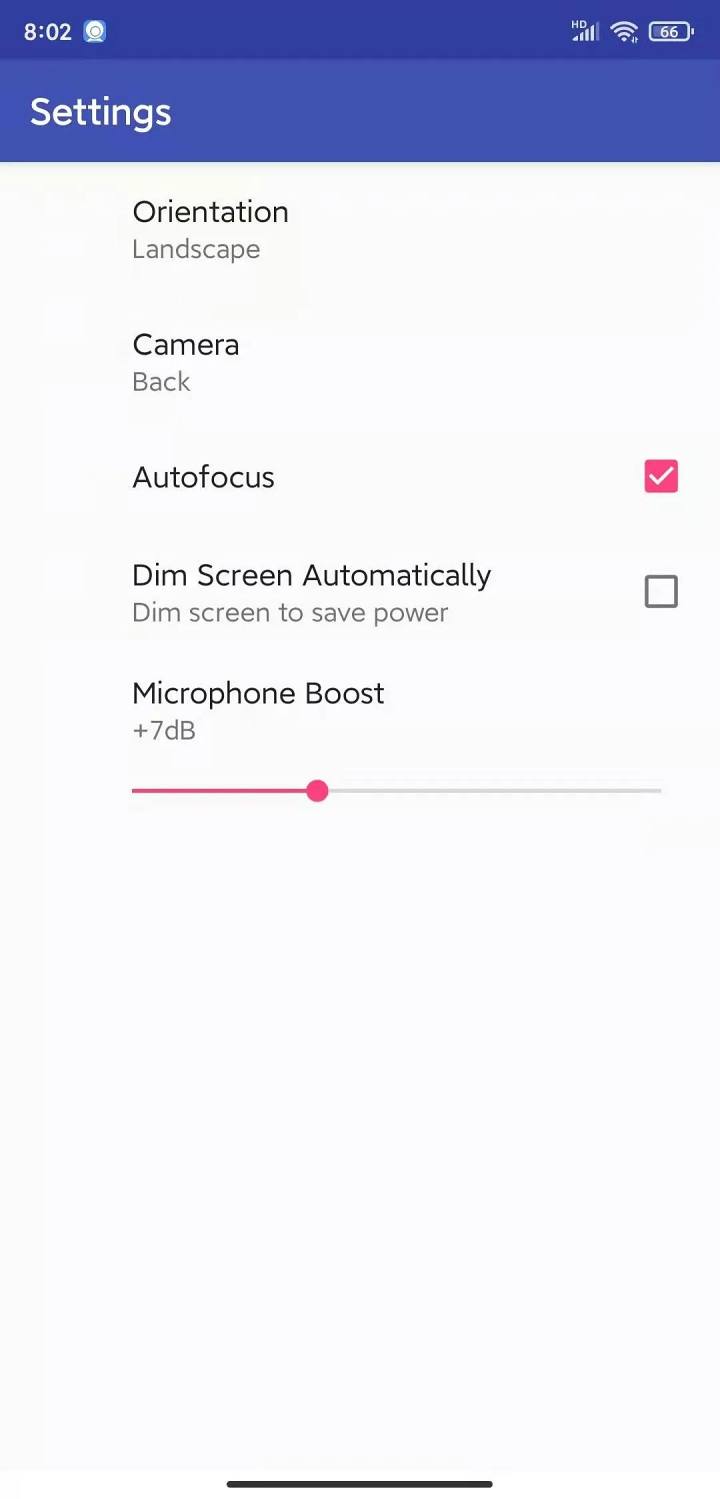 8:02 HD 66
Settings
Orientation
Landscape
Camera
Back
Autofocus
Dim Screen Automatically
Dim screen to save power
Microphone Boost
+7dB